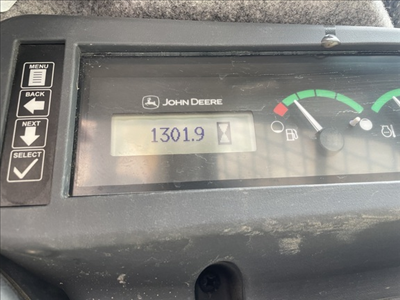 MENU
BACK
NEXT
SELECT
JOHN DEERE
1301.9